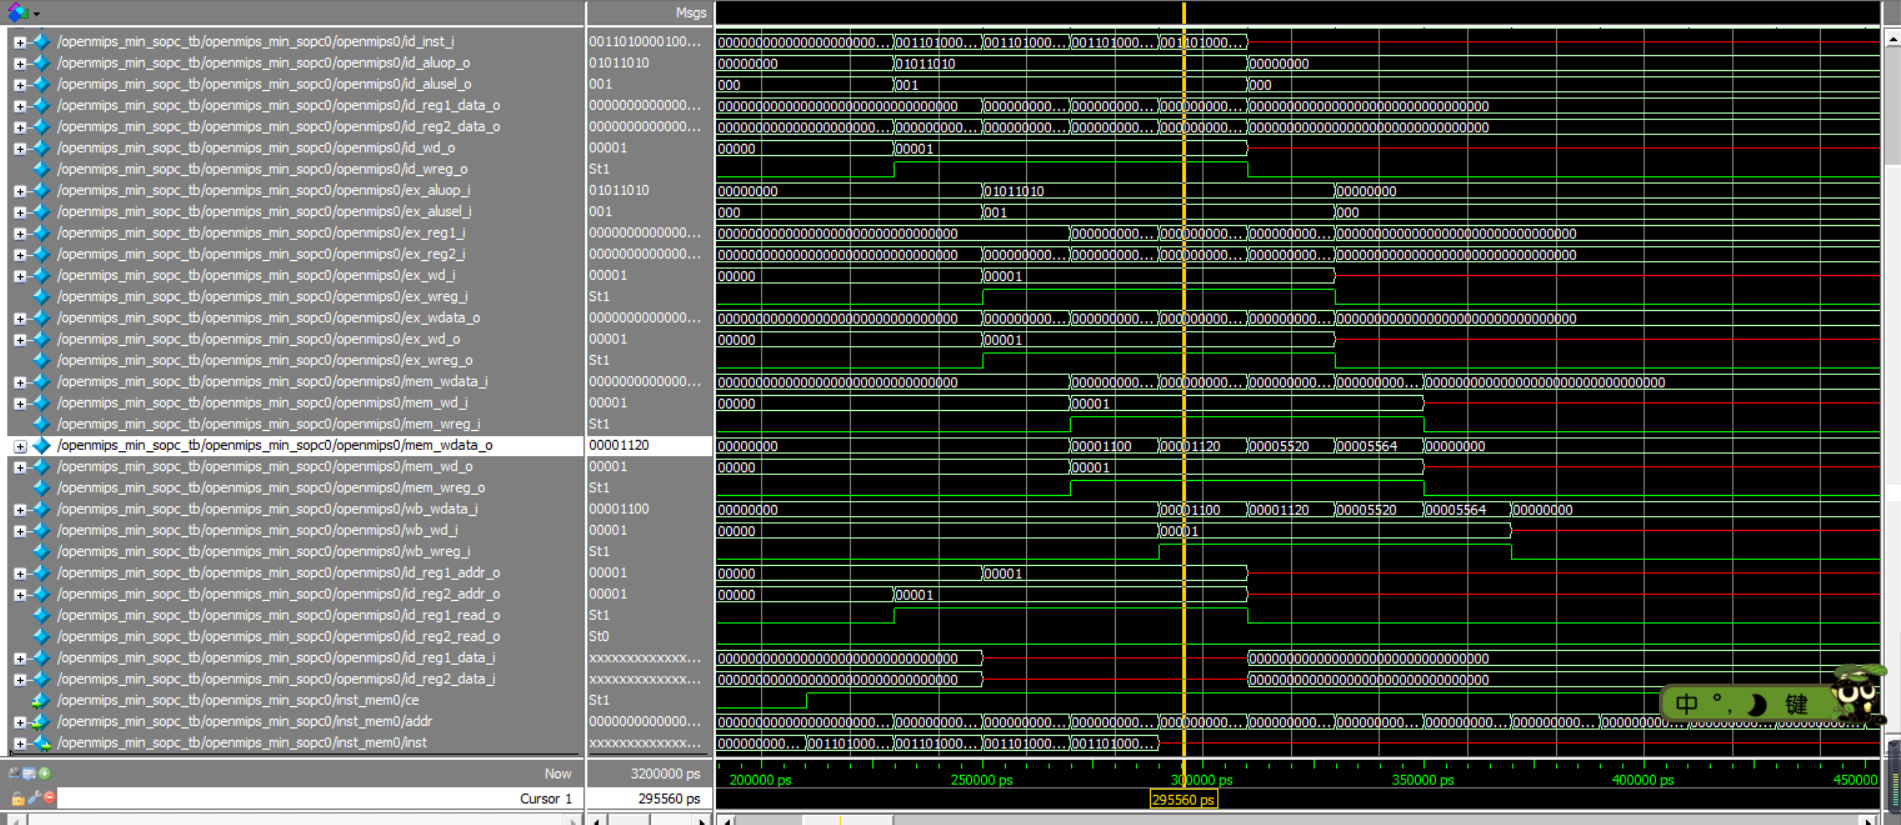 Msgs
/openmips_min_sopc_tb/openmips_min_sopc0/openmips0/id_inst_i 0011010000100... 00000000000000000000000... 001101000... 001101000... 001101000... 001101000...
/openmips_min_sopc_tb/openmips_min_sopc0/openmips0/id_aluop_o 01011010 00000000 01011010 00000000
/openmips_min_sopc_tb/openmips_min_sopc0/openmips0/id_alusel_o 001 000 001 000
/openmips_min_sopc_tb/openmips_min_sopc0/openmips0/id_reg1_data_o 0000000000000... 00000000000000000000000000000000 000000000... 000000000... 000000000... 00000000000000000000000000000000
/openmips_min_sopc_tb/openmips_min_sopc0/openmips0/id_reg2_data_o 0000000000000... 00000000000000000000000... 000000000... 000000000... 000000000... 000000000... 00000000000000000000000000000000
/openmips_min_sopc_tb/openmips_min_sopc0/openmips0/id_wd_o 00001 00000 00001
/openmips_min_sopc_tb/openmips_min_sopc0/openmips0/id_wreg_o St1
/openmips_min_sopc_tb/openmips_min_sopc0/openmips0/ex_aluop_i 01011010 00000000 01011010 00000000
/openmips_min_sopc_tb/openmips_min_sopc0/openmips0/ex_alusel_i 001 000 001 000
/openmips_min_sopc_tb/openmips_min_sopc0/openmips0/ex_reg1_i 0000000000000... 00000000000000000000000000000000 000000000... 000000000... 000000000... 00000000000000000000000000000000
/openmips_min_sopc_tb/openmips_min_sopc0/openmips0/ex_reg2_i 0000000000000... 00000000000000000000000000000000 000000000... 000000000... 000000000... 000000000... 00000000000000000000000000000000
/openmips_min_sopc_tb/openmips_min_sopc0/openmips0/ex_wd_i 00001 00000 00001
/openmips_min_sopc_tb/openmips_min_sopc0/openmips0/ex_wreg_i St1
/openmips_min_sopc_tb/openmips_min_sopc0/openmips0/ex_wdata_o 0000000000000... 00000000000000000000000000000000 000000000... 000000000... 000000000... 000000000... 00000000000000000000000000000000
/openmips_min_sopc_tb/openmips_min_sopc0/openmips0/ex_wd_o 00001 00000 00001
/openmips_min_sopc_tb/openmips_min_sopc0/openmips0/ex_wreg_o St1
/openmips_min_sopc_tb/openmips_min_sopc0/openmips0/mem_wdata_i 0000000000000... 00000000000000000000000000000000 000000000... 000000000... 000000000... 000000000... 00000000000000000000000000000000
/openmips_min_sopc_tb/openmips_min_sopc0/openmips0/mem_wd_i 00001 00000 00001
/openmips_min_sopc_tb/openmips_min_sopc0/openmips0/mem_wreg_i St1
/openmips_min_sopc_tb/openmips_min_sopc0/openmips0/mem_wdata_o 00001120 00000000 00001100 00001120 00005520 00005564 00000000
/openmips_min_sopc_tb/openmips_min_sopc0/openmips0/mem_wd_o 00001 00000 00001
/openmips_min_sopc_tb/openmips_min_sopc0/openmips0/mem_wreg_o St1
/openmips_min_sopc_tb/openmips_min_sopc0/openmips0/wb_wdata_i 00001100 00000000 00001100 00001120 00005520 00005564 00000000
/openmips_min_sopc_tb/openmips_min_sopc0/openmips0/wb_wd_i 00001 00000 00001
/openmips_min_sopc_tb/openmips_min_sopc0/openmips0/wb_wreg_i St1
/openmips_min_sopc_tb/openmips_min_sopc0/openmips0/id_reg1_addr_o 00001 00000 00001
/openmips_min_sopc_tb/openmips_min_sopc0/openmips0/id_reg2_addr_o 00001 00000 00001
/openmips_min_sopc_tb/openmips_min_sopc0/openmips0/id_reg1_read_o St1
/openmips_min_sopc_tb/openmips_min_sopc0/openmips0/id_reg2_read_o St0
/openmips_min_sopc_tb/openmips_min_sopc0/openmips0/id_reg1_data_i xxxxxxxxxxxxx... 00000000000000000000000000000000 00000000000000000000000000000000
/openmips_min_sopc_tb/openmips_min_sopc0/openmips0/id_reg2_data_i xxxxxxxxxxxxx... 00000000000000000000000000000000 00000000000000000000000000000000
/openmips_min_sopc_tb/openmips_min_sopc0/inst_mem0/ce St1
中 °, 键
/openmips_min_sopc_tb/openmips_min_sopc0/inst_mem0/addr 0000000000000... 00000000000000000000000... 000000000... 000000000... 000000000... 000000000... 000000000... 000000000... 000000000... 000000000...
/openmips_min_sopc_tb/openmips_min_sopc0/inst_mem0/inst xxxxxxxxxxxxx... 000000000... 001101000... 001101000... 001101000... 001101000...
Now 3200000 ps 200000 ps 250000 ps 300000 ps 350000 ps 400000 ps 450000
Cursor 1 295560 ps 295560 ps